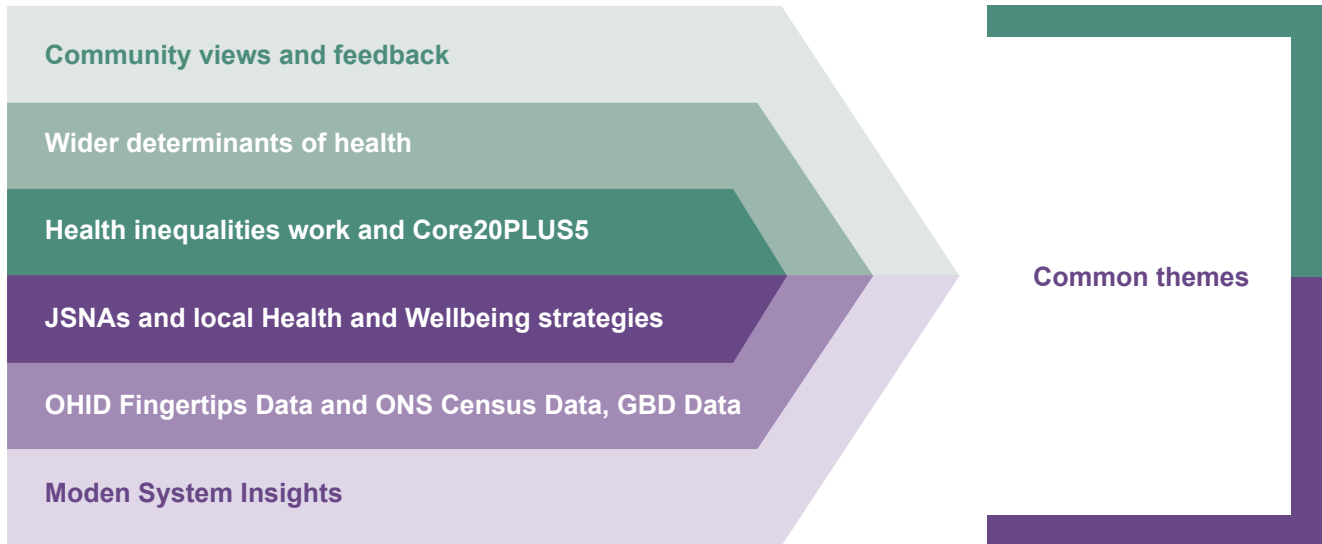 Community views and feedback
Wider determinants of health
Health inequalities work and Core20PLUS5
JSNAs and local Health and Wellbeing strategies
OHID Fingertips Data and ONS Census Data, GBD Data
Moden System Insights
Common themes